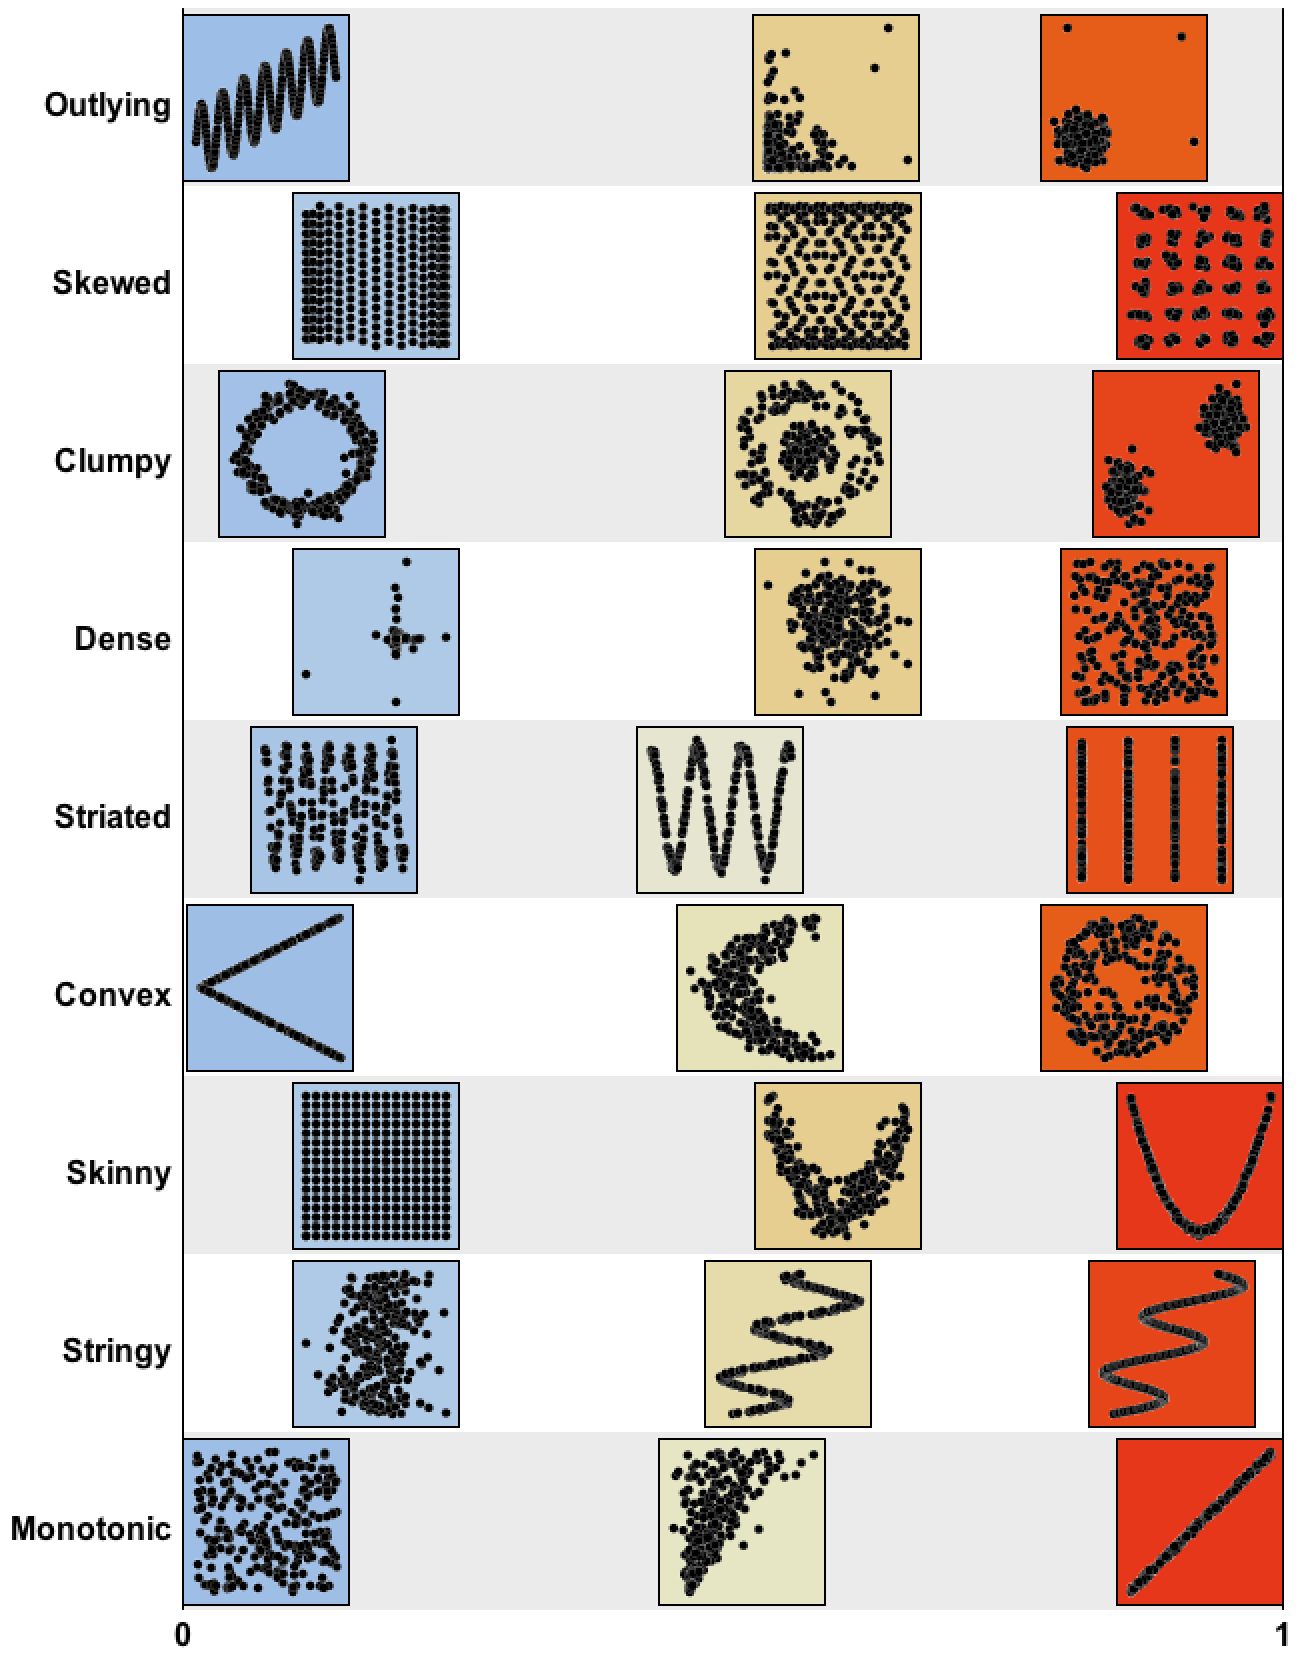 Outlying
Skewed
Clumpy
Dense
Striated
Convex
Skinny
Stringy
Monotonic
0 1